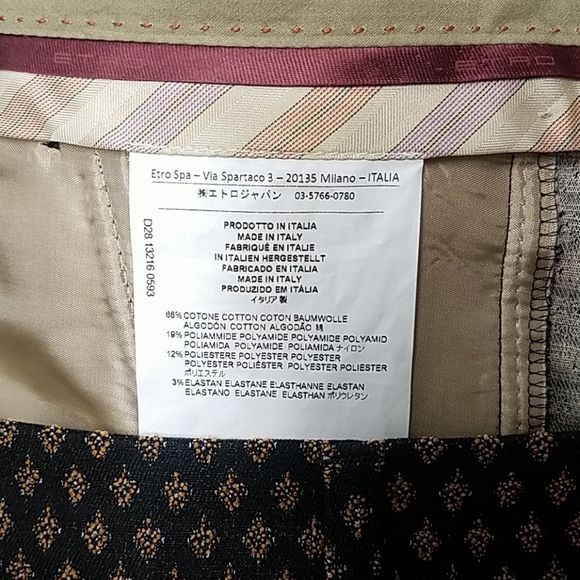 ETRO ETRO
Etro Spa – Via Spartaco 3 – 20135 Milano – ITALIA
㈱エトロジャパン 03-5766-0780
D28 13216 0593
PRODOTTO IN ITALIA
MADE IN ITALY
FABRIQUÉ EN ITALIE
IN ITALIEN HERGESTELLT
FABRICADO EN ITALIA
MADE IN ITALY
PRODUZIDO EM ITÁLIA
イタリア製
66% COTONE COTTON COTON BAUMWOLLE
ALGODÓN COTTON ALGODÃO 綿
19% POLIAMMIDE POLYAMIDE POLYAMIDE POLYAMID
POLIAMIDA POLYAMIDE POLIAMIDA ナイロン
12% POLIESTERE POLYESTER POLYESTER
POLYESTER POLIÉSTER POLYESTER POLIESTER
ポリエステル
3% ELASTAN ELASTANE ELASTHANNE ELASTAN
ELASTANO ELASTANE ELASTHAN ポリウレタン